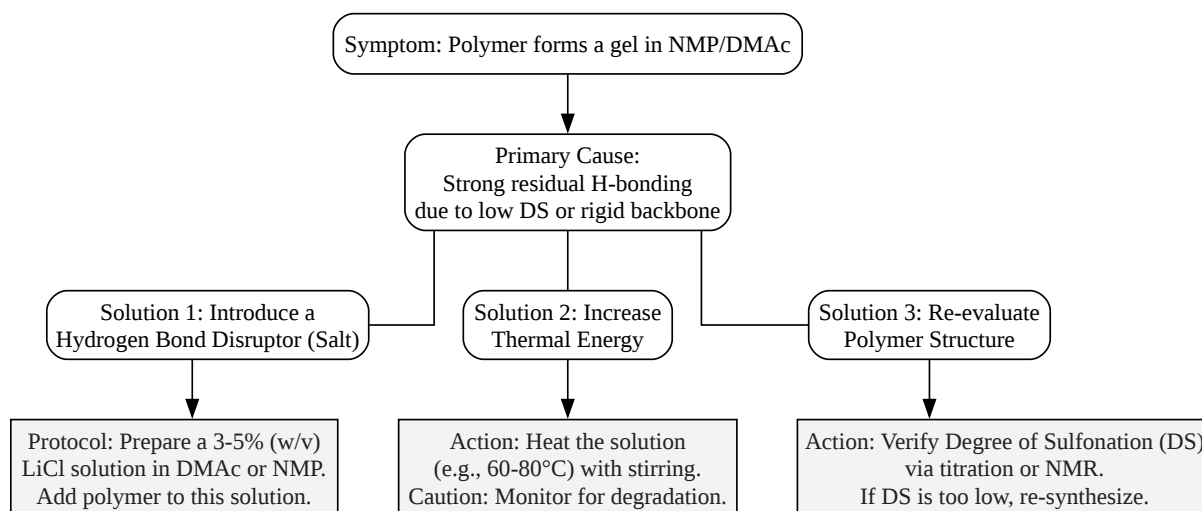 Symptom: Polymer forms a gel in NMP/DMAc
Primary Cause:
Strong residual H-bonding
due to low DS or rigid backbone
Solution 1: Introduce a
Hydrogen Bond Disruptor (Salt)
Solution 2: Increase
Thermal Energy
Solution 3: Re-evaluate
Polymer Structure
Protocol: Prepare a 3-5% (w/v)
LiCl solution in DMAc or NMP.
Add polymer to this solution.
Action: Heat the solution
(e.g., 60-80°C) with stirring.
Caution: Monitor for degradation.
Action: Verify Degree of Sulfonation (DS)
via titration or NMR.
If DS is too low, re-synthesize.